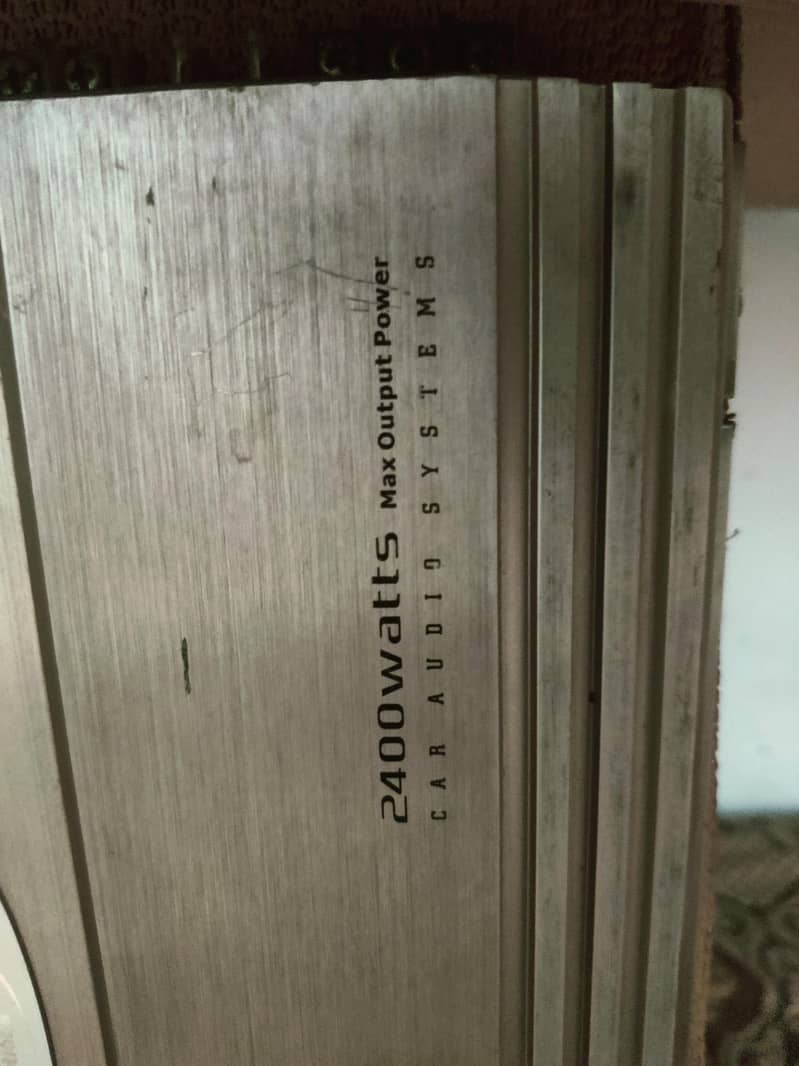 2400watts Max Output Power
CAR AUDIO SYSTEMS